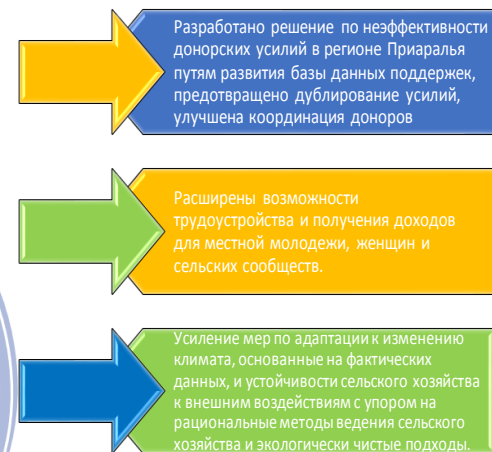 Разработано решение по неэффективности
донорских усилий в регионе Приаралья
путям развития базы данных поддержек,
предотвращено дублирование усилий,
улучшена координация доноров
Расширены возможности
трудоустройства и получения доходов
для местной молодежи, женщин и
сельских сообществ.
Усиление мер по адаптации к изменению
климата, основанные на фактических
данных, и устойчивости сельского хозяйства
к внешним воздействиям с упором на
рациональные методы ведения сельского
хозяйства и экологически чистые подходы.